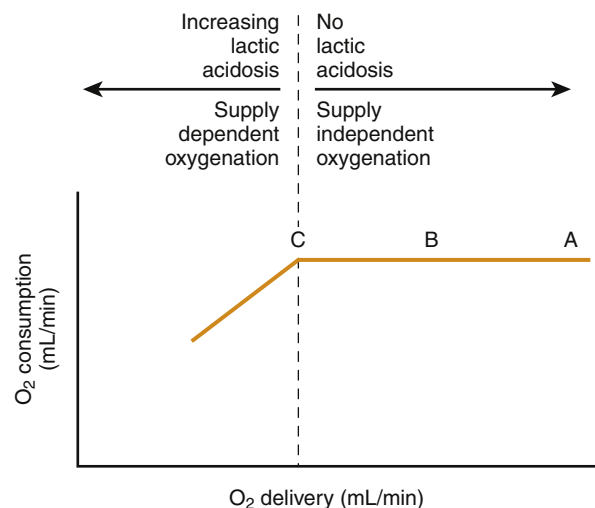 Increasing
lactic
acidosis
No
lactic
acidosis
Supply
dependent
oxygenation
Supply
independent
oxygenation
C
B
A
O₂ consumption
(mL/min)
O₂ delivery (mL/min)